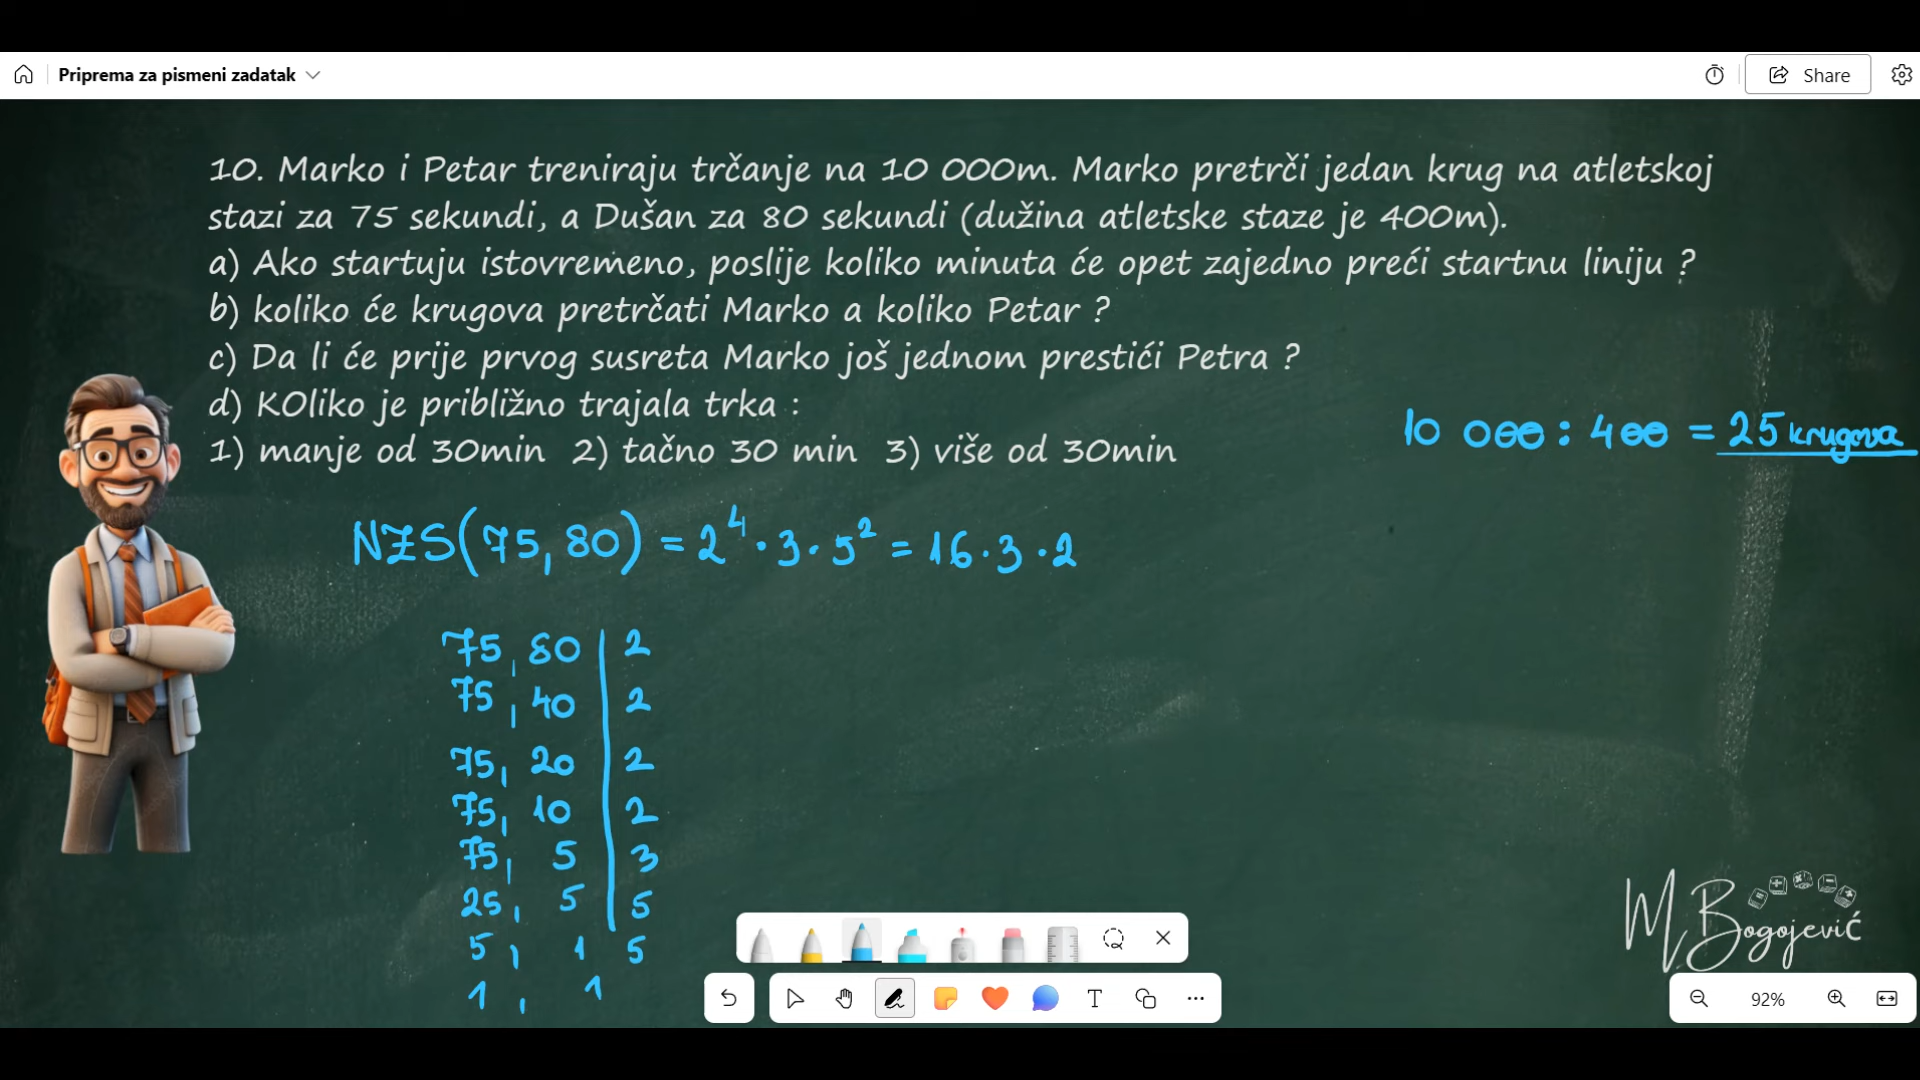 Priprema za pismeni zadatak
Share
10. Marko i Petar treniraju trčanje na 10 000m. Marko pretrči jedan krug na atletskoj
stazi za 75 sekundi, a Dušan za 80 sekundi (dužina atletske staze je 400m).
a) Ako startuju istovremeno, poslije koliko minuta će opet zajedno preći startnu liniju ?
b) koliko će krugova pretrčati Marko a koliko Petar ?
c) Da li će prije prvog susreta Marko još jednom prestići Petra ?
d) KOliko je približno trajala trka :
1) manje od 30min 2) tačno 30 min 3) više od 30min
10 000 : 400 = 25 krugova
NZS(75, 80) = 2⁴ · 3 · 5² = 16 · 3 · 2
75, 80 | 2
75, 40 | 2
75, 20 | 2
75, 10 | 2
75, 5 | 3
25, 5 | 5
5, 1 5
1, 1
M. Bogojević
T
92%